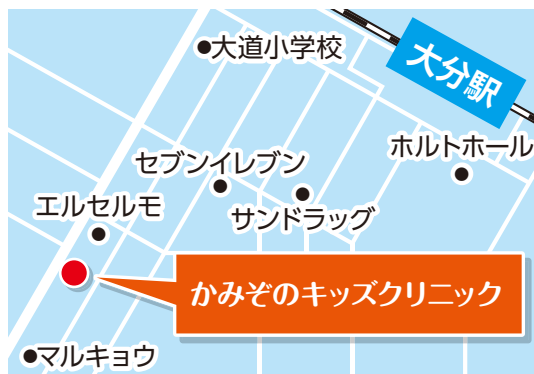 大道小学校
大分駅
ホルトホール
セブンイレブン
サンドラッグ
エルセルモ
かみぞのキッズクリニック
マルキョウ